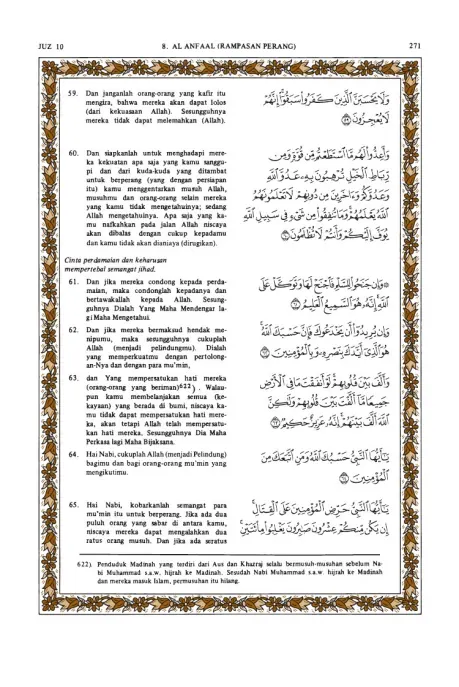 JUZ 10 8. AL ANFAAL (RAMPASAN PERANG) 271
59. Dan janganlah orang-orang yang kafir itu
mengira, bahwa mereka akan dapat lolos
(dari kekuasaan Allah). Sesungguhnya
mereka tidak dapat melemahkan (Allah).
وَلَا يَحْسَبَنَّ الَّذِينَ كَفَرُوا سَبَقُوا إِنَّهُمْ
لَا يُعْجِزُونَ ﴿٥٩﴾
60. Dan siapkanlah untuk menghadapi mere-
ka kekuatan apa saja yang kamu sanggu-
pi dan dari kuda-kuda yang ditambat
untuk berperang (yang dengan persiapan
itu) kamu menggentarkan musuh Allah,
musuhmu dan orang-orang selain mereka
yang kamu tidak mengetahuinya; sedang
Allah mengetahuinya. Apa saja yang ka-
mu nafkahkan pada jalan Allah niscaya
akan dibalas dengan cukup kepadamu
dan kamu tidak akan dianiaya (dirugikan).
وَأَعِدُّوا لَهُمْ مَا اسْتَطَعْتُمْ مِنْ قُوَّةٍ وَمِنْ
رِبَاطِ الْخَيْلِ تُرْهِبُونَ بِهِ عَدُوَّ اللَّهِ
وَعَدُوَّكُمْ وَآخَرِينَ مِنْ دُونِهِمْ لَا تَعْلَمُونَهُمُ
اللَّهُ يَعْلَمُهُمْ وَمَا تُنْفِقُوا مِنْ شَيْءٍ فِي سَبِيلِ اللَّهِ
يُوَفَّ إِلَيْكُمْ وَأَنْتُمْ لَا تُظْلَمُونَ ﴿٦٠﴾
Cinta perdamaian dan keharusan
mempertebal semangat jihad.
61. Dan jika mereka condong kepada perda-
maian, maka condonglah kepadanya dan
bertawakallah kepada Allah. Sesung-
guhnya Dialah Yang Maha Mendengar la-
gi Maha Mengetahui.
وَإِنْ جَنَحُوا لِلسَّلْمِ فَاجْنَحْ لَهَا وَتَوَكَّلْ عَلَى
اللَّهِ إِنَّهُ هُوَ السَّمِيعُ الْعَلِيمُ ﴿٦١﴾
62. Dan jika mereka bermaksud hendak me-
nipumu, maka sesungguhnya cukuplah
Allah (menjadi pelindungmu). Dialah
yang memperkuatmu dengan pertolong-
an-Nya dan dengan para mu'min,
وَإِنْ يُرِيدُوا أَنْ يَخْدَعُوكَ فَإِنَّ حَسْبَكَ اللَّهُ
هُوَ الَّذِي أَيَّدَكَ بِنَصْرِهِ وَبِالْمُؤْمِنِينَ ﴿٦٢﴾
63. dan Yang mempersatukan hati mereka
(orang-orang yang beriman)622) . Walau-
pun kamu membelanjakan semua (ke-
kayaan) yang berada di bumi, niscaya ka-
mu tidak dapat mempersatukan hati mere-
ka, akan tetapi Allah telah mempersatu-
kan hati mereka, Sesungguhnya Dia Maha
Perkasa lagi Maha Bijaksana.
وَأَلَّفَ بَيْنَ قُلُوبِهِمْ لَوْ أَنْفَقْتَ مَا فِي الْأَرْضِ
جَمِيعًا مَا أَلَّفْتَ بَيْنَ قُلُوبِهِمْ وَلَكِنَّ
اللَّهَ أَلَّفَ بَيْنَهُمْ إِنَّهُ عَزِيزٌ حَكِيمٌ ﴿٦٣﴾
64. Hai Nabi, cukuplah Allah (menjadi Pelindung)
bagimu dan bagi orang-orang mu'min yang
mengikutimu.
يَا أَيُّهَا النَّبِيُّ حَسْبُكَ اللَّهُ وَمَنِ اتَّبَعَكَ مِنَ
الْمُؤْمِنِينَ ﴿٦٤﴾
65. Hai Nabi, kobarkanlah semangat para
mu'min itu untuk berperang. Jika ada dua
puluh orang yang sabar di antara kamu,
niscaya mereka dapat mengalahkan dua
ratus orang musuh. Dan jika ada seratus
يَا أَيُّهَا النَّبِيُّ حَرِّضِ الْمُؤْمِنِينَ عَلَى الْقِتَالِ
إِنْ يَكُنْ مِنْكُمْ عِشْرُونَ صَابِرُونَ يَغْلِبُوا مِائَتَيْنِ
622). Penduduk Madinah yang terdiri dari Aus dan Khazraj selalu bermusuh-musuhan sebelum Na-
bi Muhammad s.a.w. hijrah ke Madinah. Sesudah Nabi Muhammad s.a.w hijrah ke Madinah
dan mereka masuk Islam, permusuhan itu hilang.